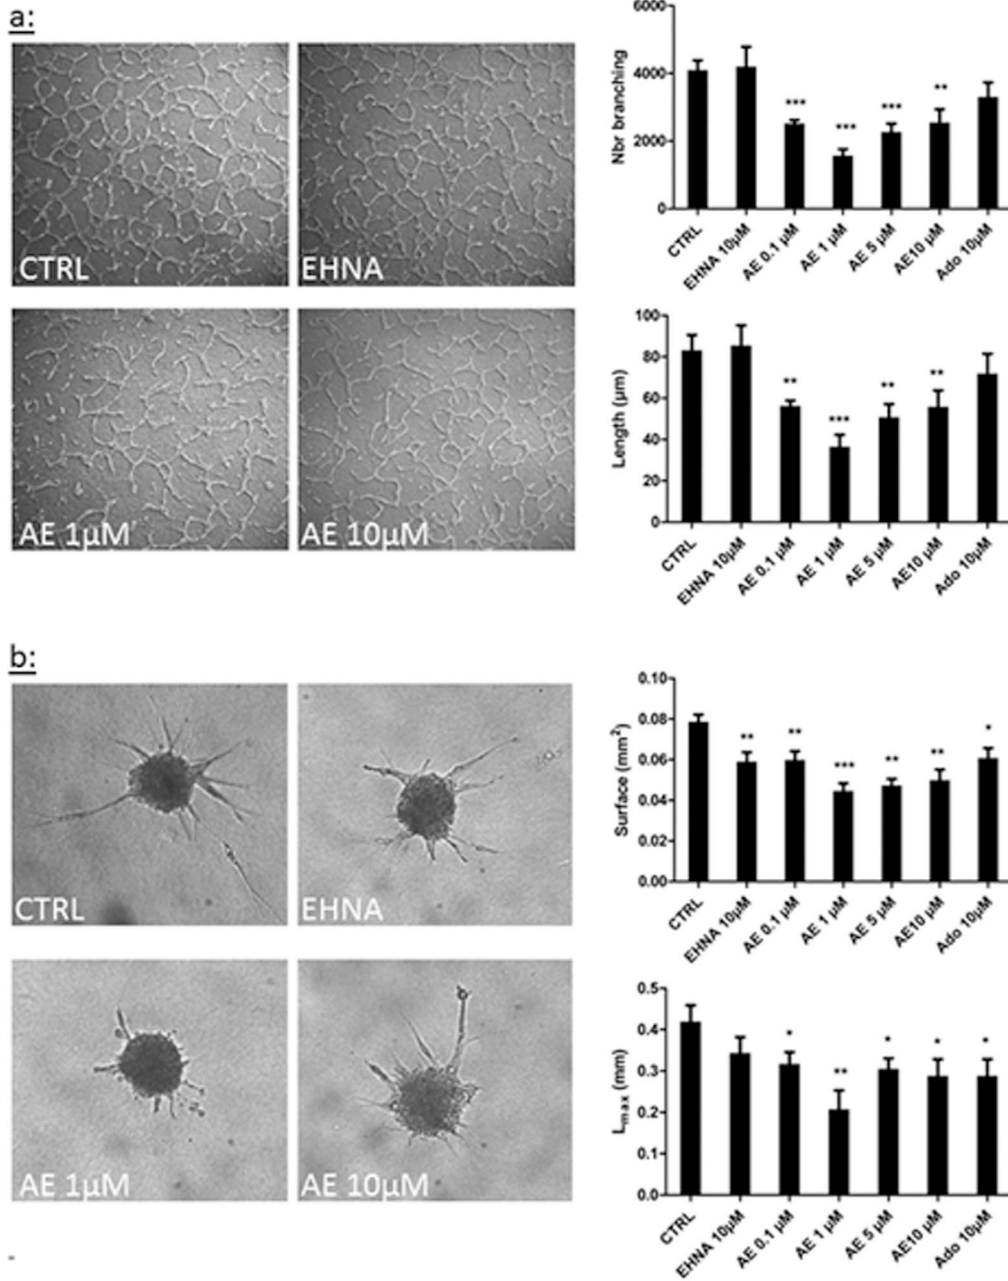 a:
CTRL
EHNA
AE 1µM
AE 10µM
Nbr branching
6000
4000
2000
0
***
***
***
**
CTRL
EHNA 10µM
AE 0.1 µM
AE 1 µM
AE 5 µM
AE10 µM
Ado 10µM
Length (µm)
100
80
60
40
20
0
**
***
**
**
CTRL
EHNA 10µM
AE 0.1 µM
AE 1 µM
AE 5 µM
AE10 µM
Ado 10µM
b:
CTRL
EHNA
AE 1µM
AE 10µM
Surface (mm²)
0.10
0.08
0.06
0.04
0.02
0.00
**
**
***
**
**
*
CTRL
EHNA 10µM
AE 0.1 µM
AE 1 µM
AE 5 µM
AE10 µM
Ado 10µM
Lmax (mm)
0.5
0.4
0.3
0.2
0.1
0.0
*
**
*
*
*
CTRL
EHNA 10µM
AE 0.1 µM
AE 1 µM
AE 5 µM
AE10 µM
Ado 10µM
-